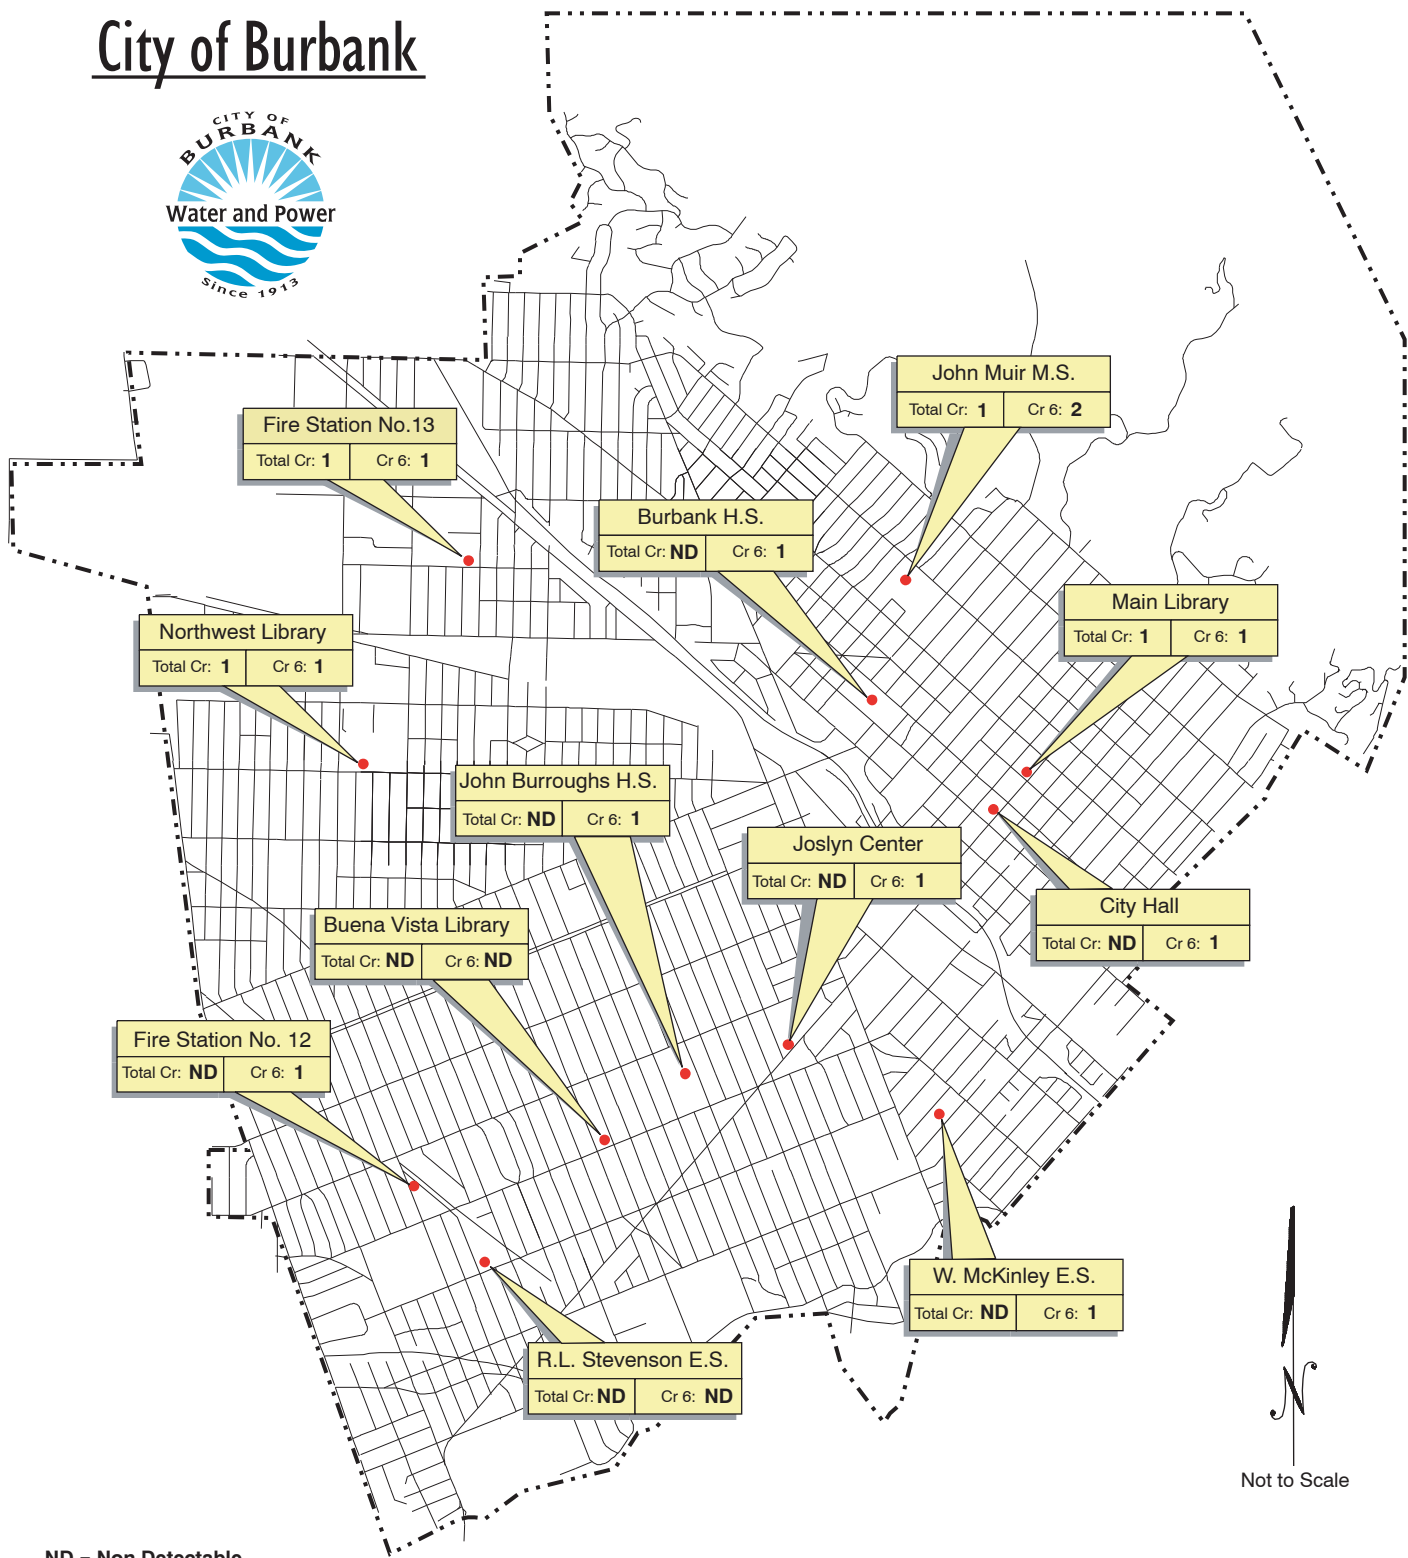 City of Burbank
CITY OF
BURBANK
Water and Power
Since 1913
John Muir M.S.
Total Cr: 1 Cr 6: 2
Fire Station No.13
Total Cr: 1 Cr 6: 1
Burbank H.S.
Total Cr: ND Cr 6: 1
Main Library
Total Cr: 1 Cr 6: 1
Northwest Library
Total Cr: 1 Cr 6: 1
John Burroughs H.S.
Total Cr: ND Cr 6: 1
Joslyn Center
Total Cr: ND Cr 6: 1
City Hall
Total Cr: ND Cr 6: 1
Buena Vista Library
Total Cr: ND Cr 6: ND
Fire Station No. 12
Total Cr: ND Cr 6: 1
W. McKinley E.S.
Total Cr: ND Cr 6: 1
R.L. Stevenson E.S.
Total Cr: ND Cr 6: ND
N
Not to Scale
ND = Non Detectable